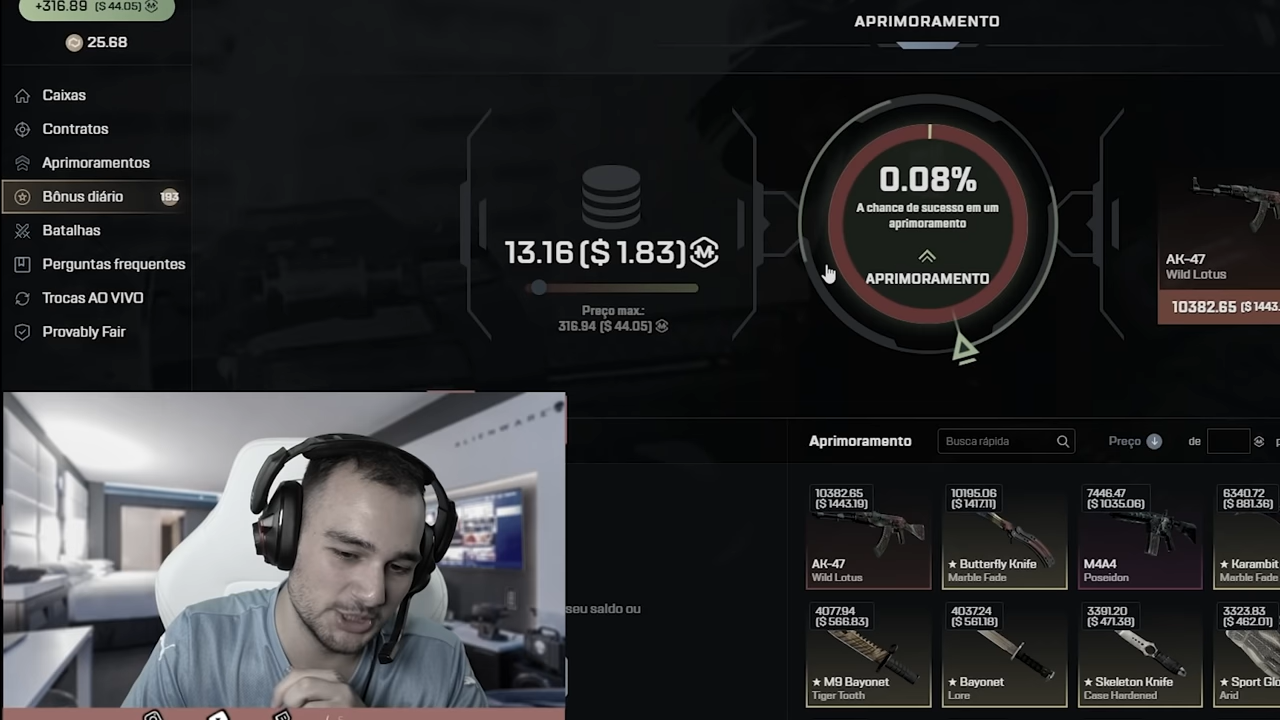 +316.89 ($ 44.05)
25.68
Caixas
Contratos
Aprimoramentos
Bônus diário 193
Batalhas
Perguntas frequentes
Trocas AO VIVO
Provably Fair
APRIMORAMENTO
13.16 ($ 1.83)
Preço max.:
316.94 ($ 44.05)
0.08%
A chance de sucesso em um
aprimoramento
APRIMORAMENTO
AK-47
Wild Lotus
10382.65 ($ 1443.
ALIENWARE
seu saldo ou
Aprimoramento
Busca rápida
Preço
de
10382.65
($ 1443.19)
AK-47
Wild Lotus
10195.06
($ 1417.11)
★ Butterfly Knife
Marble Fade
7446.47
($ 1035.06)
M4A4
Poseidon
6340.72
($ 881.36)
★ Karambit
Marble Fade
4077.94
($ 566.83)
★ M9 Bayonet
Tiger Tooth
4037.24
($ 561.18)
★ Bayonet
Lore
3391.20
($ 471.38)
★ Skeleton Knife
Case Hardened
3323.83
($ 462.01)
★ Sport Glo
Arid